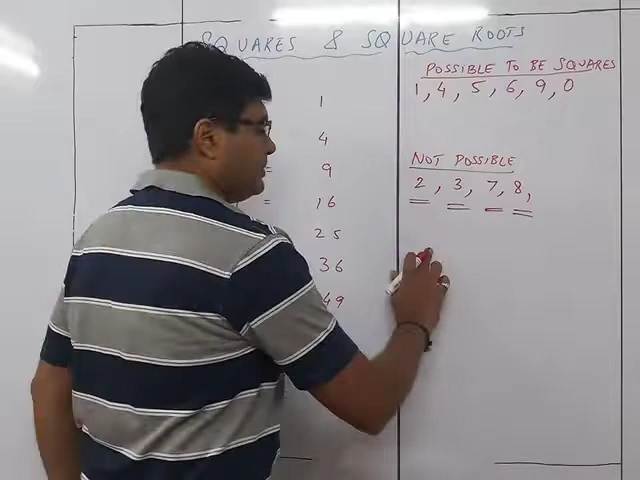 SQUARES & SQUARE ROOTS
1
4
= 9
= 16
25
36
49
POSSIBLE TO BE SQUARES
1, 4, 5, 6, 9, 0
NOT POSSIBLE
2, 3, 7, 8,